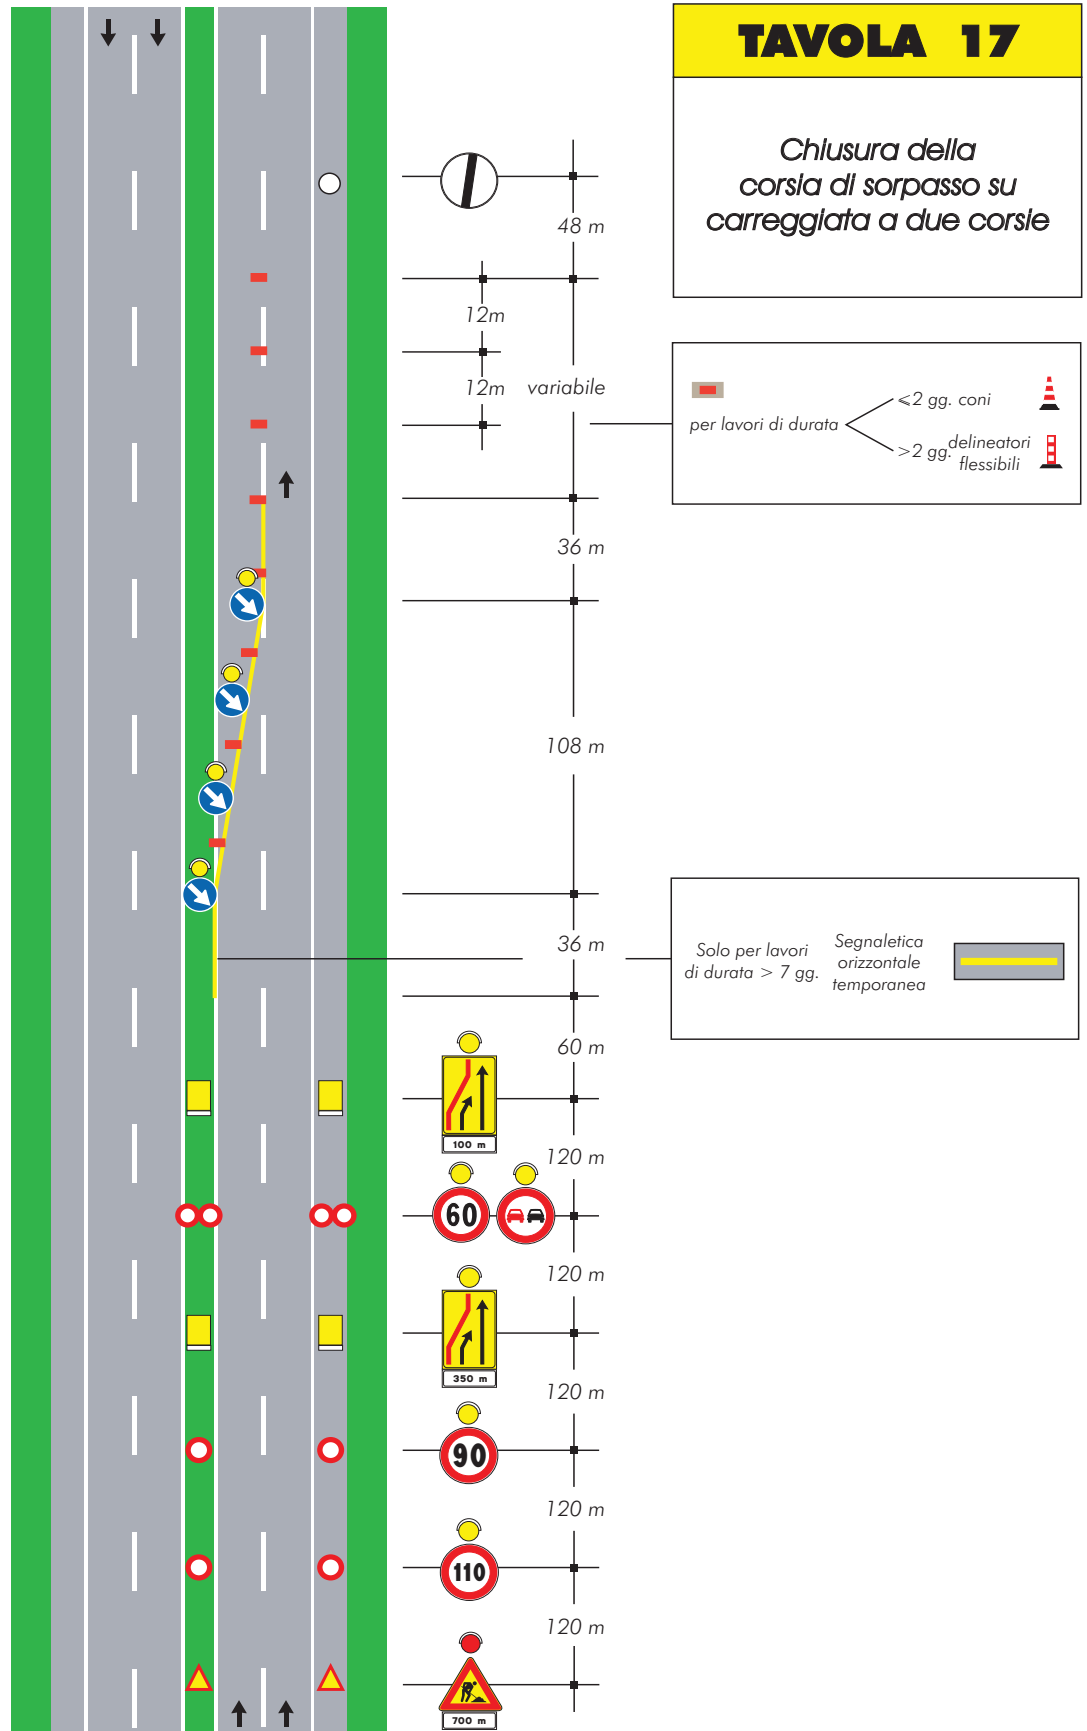 TAVOLA 17
Chiusura della
corsia di sorpasso su
carreggiata a due corsie
48 m
12m
12m
variabile
per lavori di durata
⩽2 gg. coni
>2 gg. delineatori
flessibili
36 m
108 m
36 m
Solo per lavori
di durata > 7 gg.
Segnaletica
orizzontale
temporanea
60 m
100 m
120 m
60
120 m
350 m
120 m
90
120 m
110
120 m
700 m